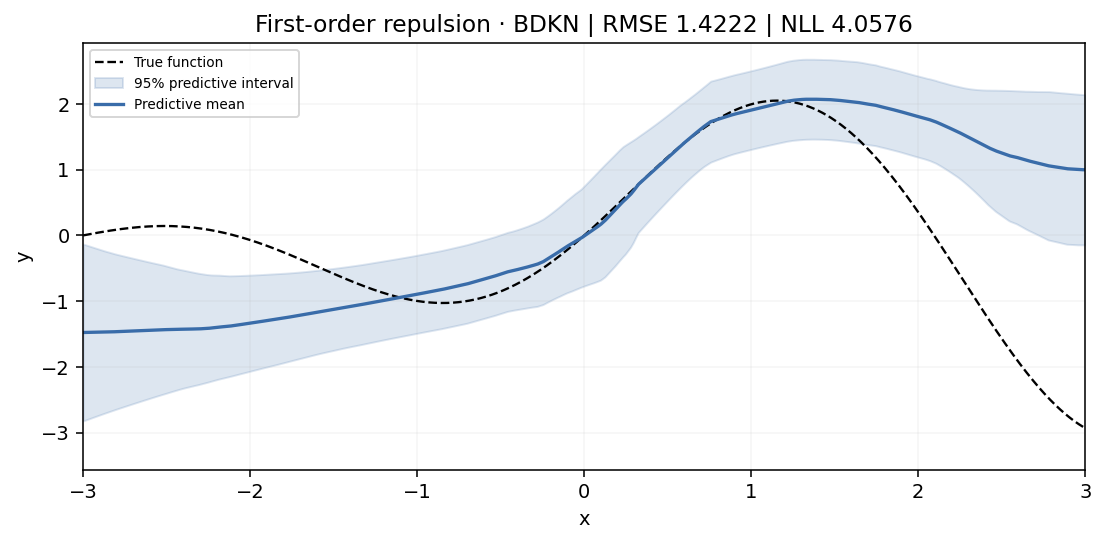 First-order repulsion · BDKN | RMSE 1.4222 | NLL 4.0576
True function
95% predictive interval
Predictive mean
y
2
1
0
−1
−2
−3
−3 −2 −1 0 1 2 3
x